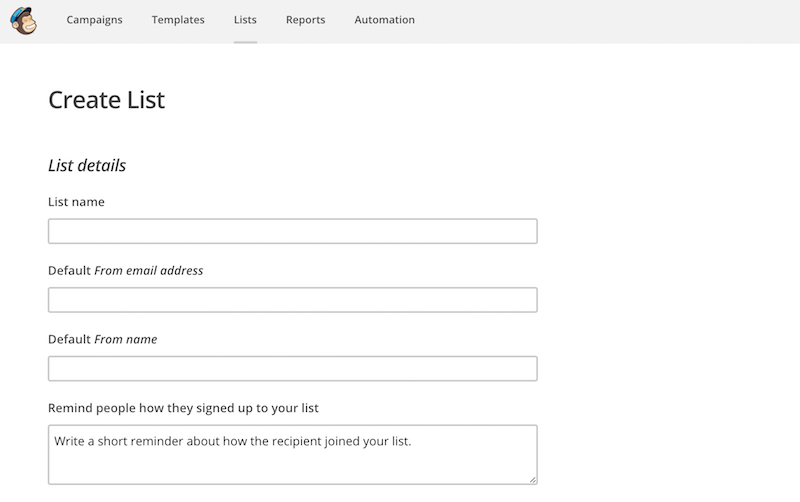 Campaigns Templates Lists Reports Automation
Create List
List details
List name
Default From email address
Default From name
Remind people how they signed up to your list
Write a short reminder about how the recipient joined your list.